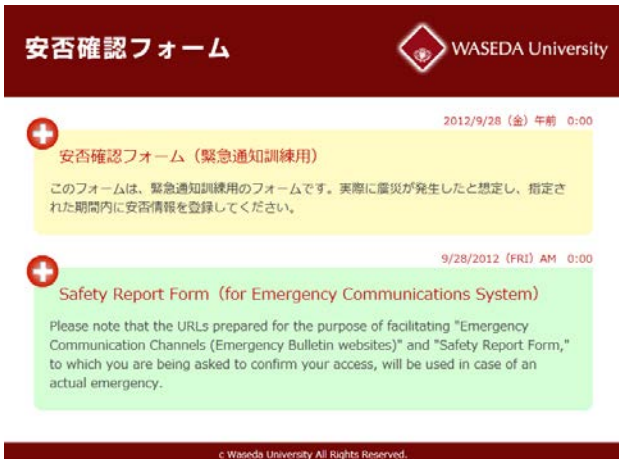 安否確認フォーム
WASEDA University
2012/9/28（金）午前 0:00
安否確認フォーム（緊急通知訓練用）
このフォームは、緊急通知訓練用のフォームです。実際に震災が発生したと想定し、指定さ
れた期間内に安否情報を登録してください。
9/28/2012（FRI）AM 0:00
Safety Report Form（for Emergency Communications System）
Please note that the URLs prepared for the purpose of facilitating "Emergency
Communication Channels (Emergency Bulletin websites)" and "Safety Report Form,"
to which you are being asked to confirm your access, will be used in case of an
actual emergency.
c Waseda University All Rights Reserved.